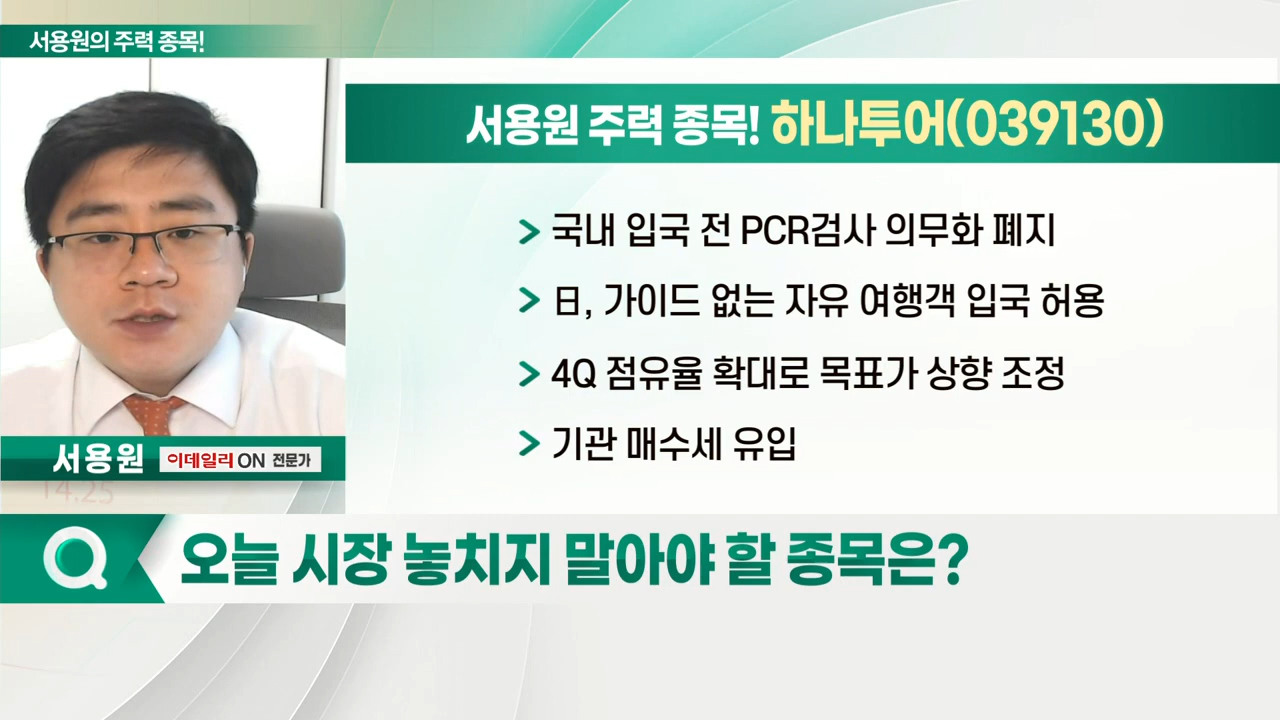 서용원의 주력 종목!
서용원 주력 종목! 하나투어(039130)
> 국내 입국 전 PCR검사 의무화 폐지
> 日, 가이드 없는 자유 여행객 입국 허용
> 4Q 점유율 확대로 목표가 상향 조정
> 기관 매수세 유입
서용원 이데일리 ON 전문가
14.25
Q 오늘 시장 놓치지 말아야 할 종목은?